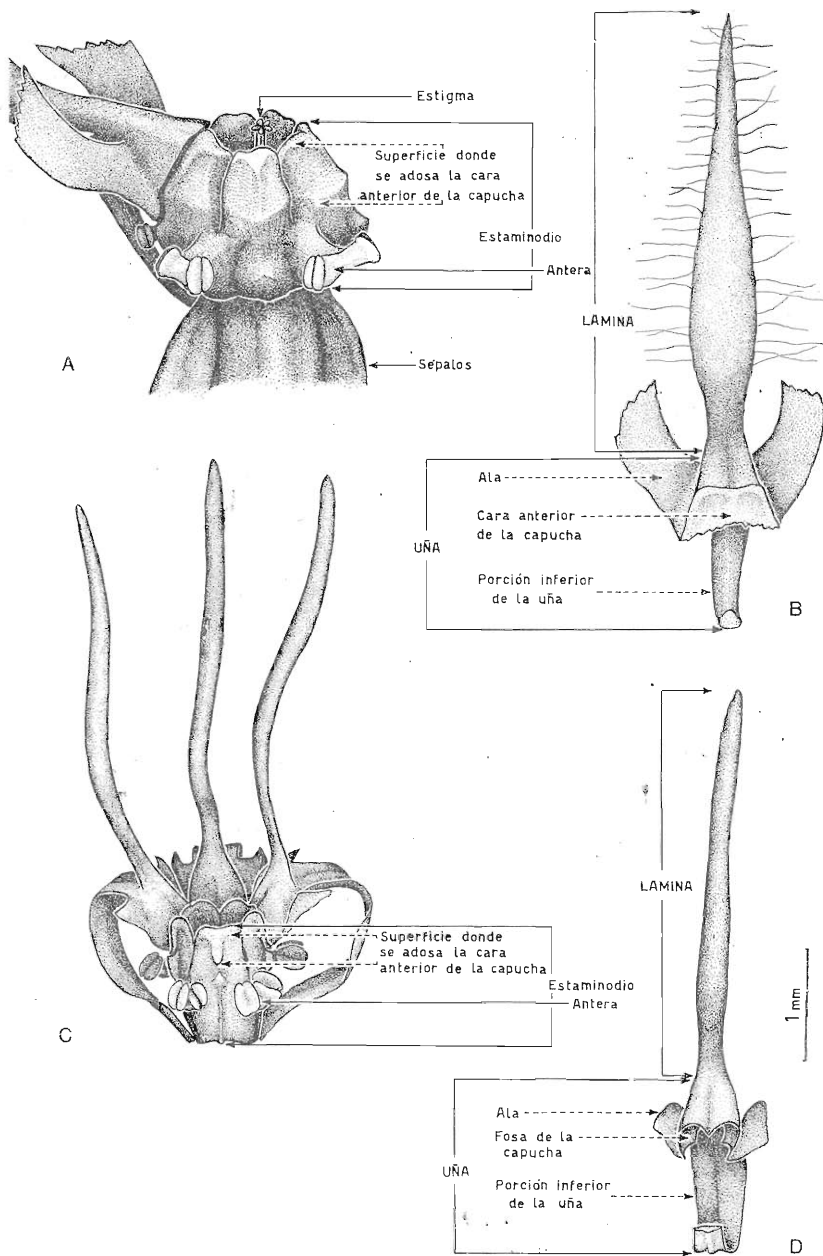 Estigma
Superficie donde
se adosa la cara
anterior de la capucha
Estaminodio
Antera
Sépalos
A
LAMINA
Ala
Cara anterior
de la capucha
UÑA
Porción inferior
de la uña
B
Superficie donde
se adosa la cara
anterior de la capucha
Estaminodio
Antera
C
LAMINA
1 mm
Ala
Fosa de la
capucha
UÑA
Porción inferior
de la uña
D